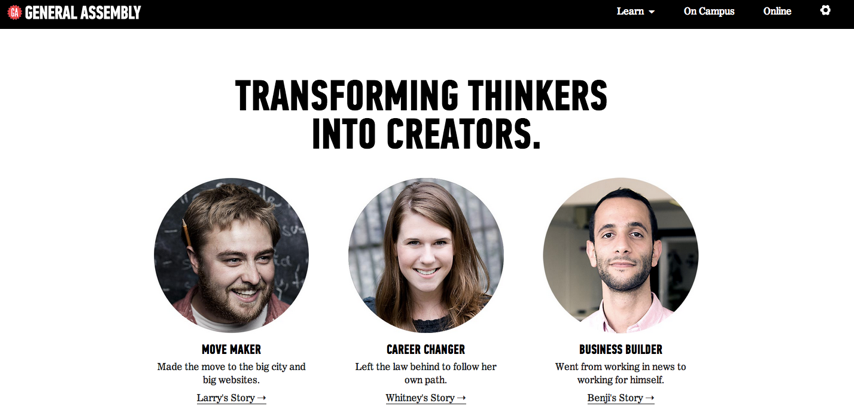 GA GENERAL ASSEMBLY
Learn On Campus Online
TRANSFORMING THINKERS
INTO CREATORS.
MOVE MAKER
Made the move to the big city and
big websites.
Larry's Story →
CAREER CHANGER
Left the law behind to follow her
own path.
Whitney's Story →
BUSINESS BUILDER
Went from working in news to
working for himself.
Benji's Story →